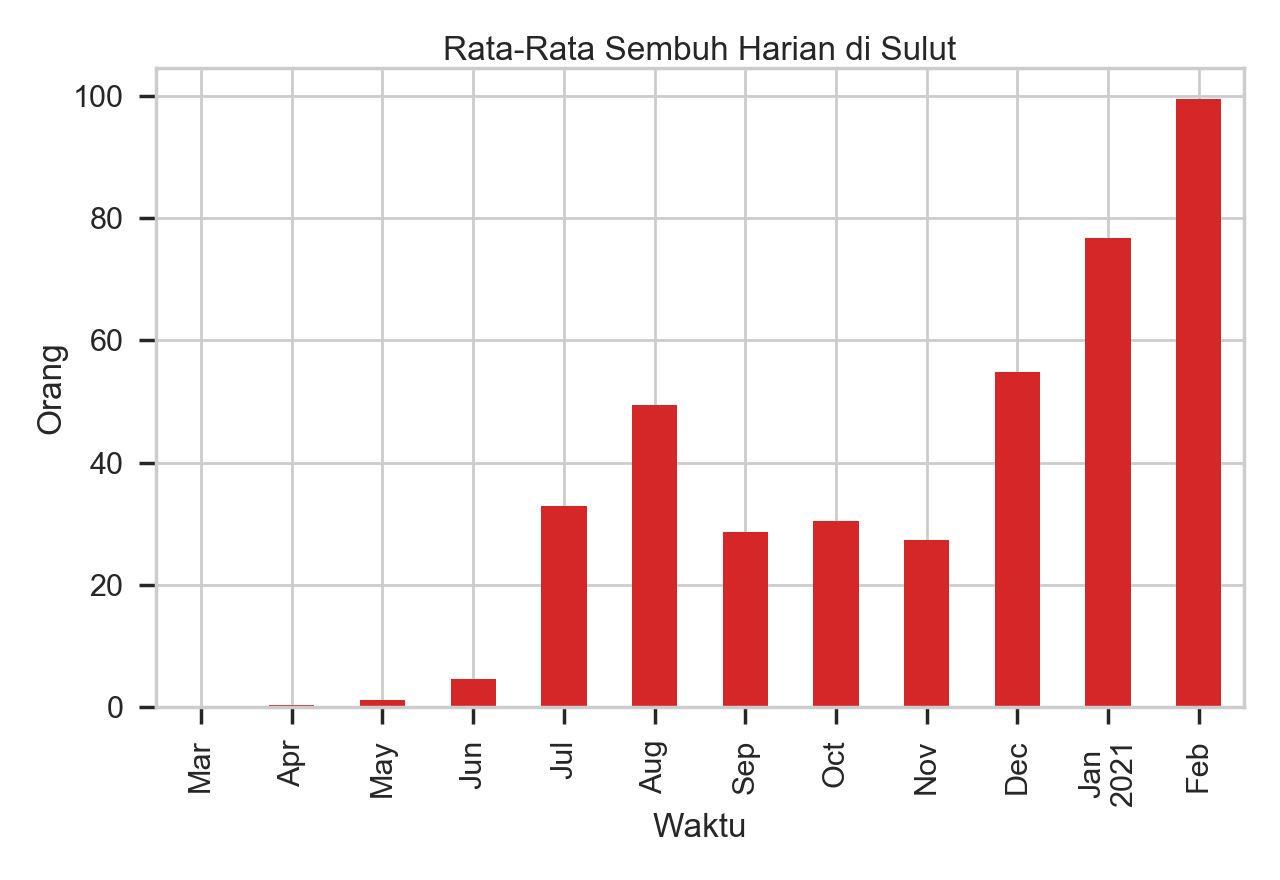 Rata-Rata Sembuh Harian di Sulut
100
80
60
40
20
0
Orang
Mar
Apr
May
Jun
Jul
Aug
Sep
Oct
Nov
Dec
Jan
2021
Feb
Waktu